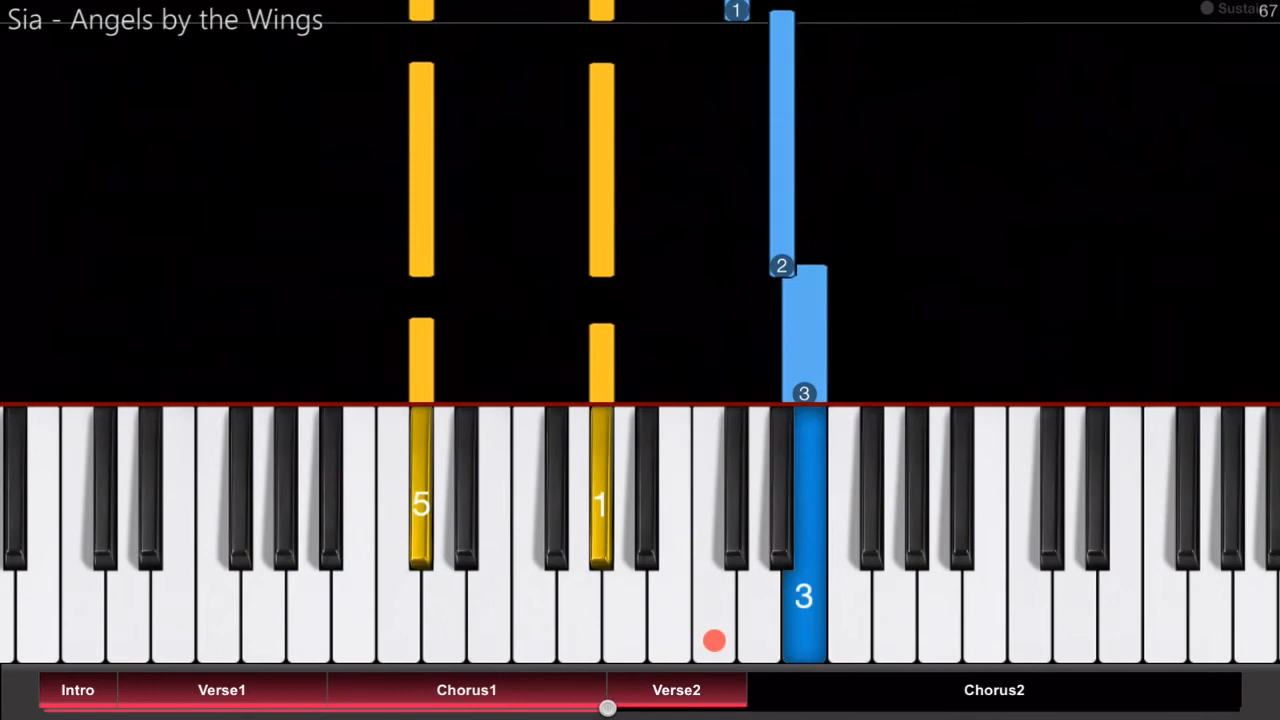 Sia - Angels by the Wings
1
67
2
3
5
1
3
Intro
Verse1
Chorus1
Verse2
Chorus2